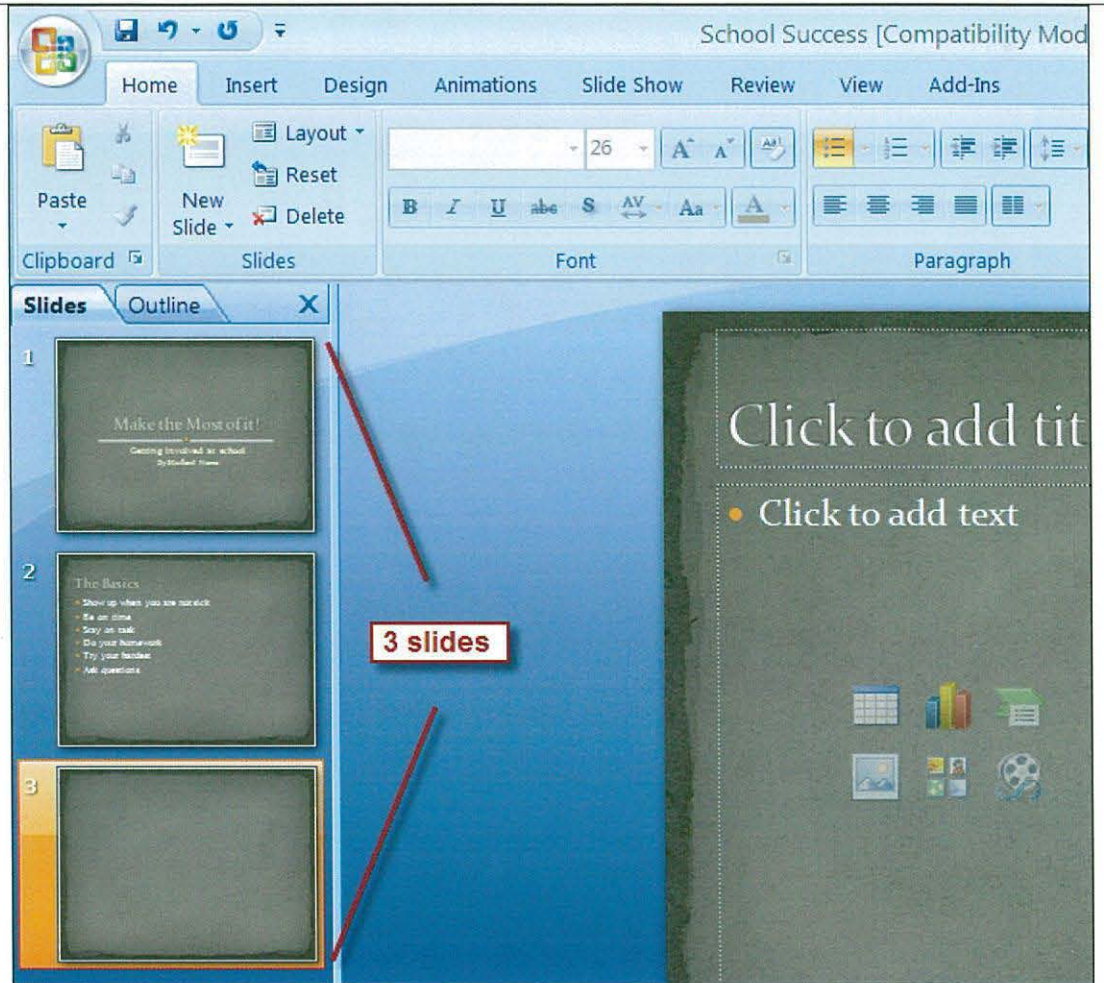 School Success [Compatibility Mod
Home Insert Design Animations Slide Show Review View Add-Ins
Paste
New Slide
Layout
Reset
Delete
26
A A
B I U abe S AV Aa A
Clipboard Slides Font Paragraph
Slides Outline X
1
Make the Most of it!
Getting involved at school
2
The Basics
Show up when you are not sick
Be on time
Stay on task
Do your homework
Try your hardest
Ask questions
3
3 slides
Click to add tit
• Click to add text